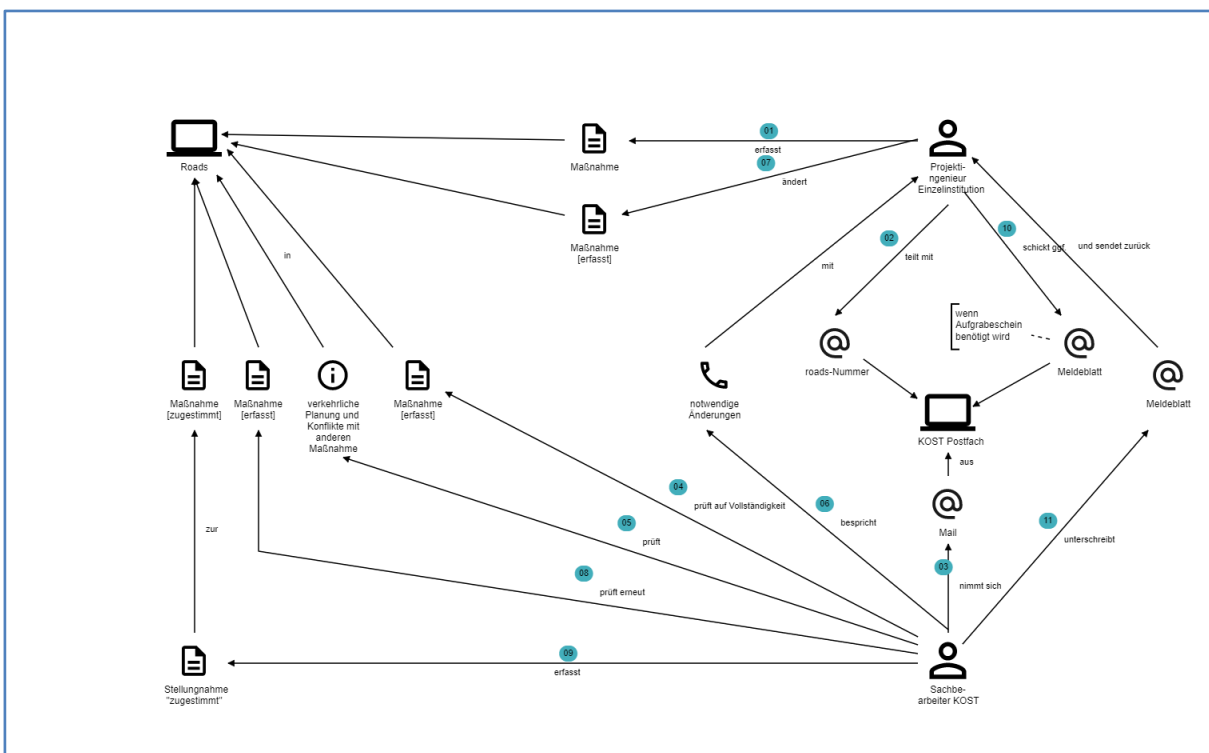 01
erfasst
Roads
Maßnahme
07
ändert
Projekti-
ngenieur
Einzelinstitution
Maßnahme
[erfasst]
02
teilt mit
10
schickt ggf.
und sendet zurück
in
mit
wenn
Aufgrabeschein
benötigt wird
roads-Nummer
Meldeblatt
Maßnahme
[zugestimmt]
Maßnahme
[erfasst]
verkehrliche
Planung und
Konflikte mit
anderen
Maßnahme
Maßnahme
[erfasst]
notwendige
Änderungen
Meldeblatt
KOST Postfach
aus
04
prüft auf Vollständigkeit
06
bespricht
05
prüft
Mail
11
unterschreibt
zur
08
prüft erneut
03
nimmt sich
09
erfasst
Stellungnahme
"zugestimmt"
Sachbe-
arbeiter KOST